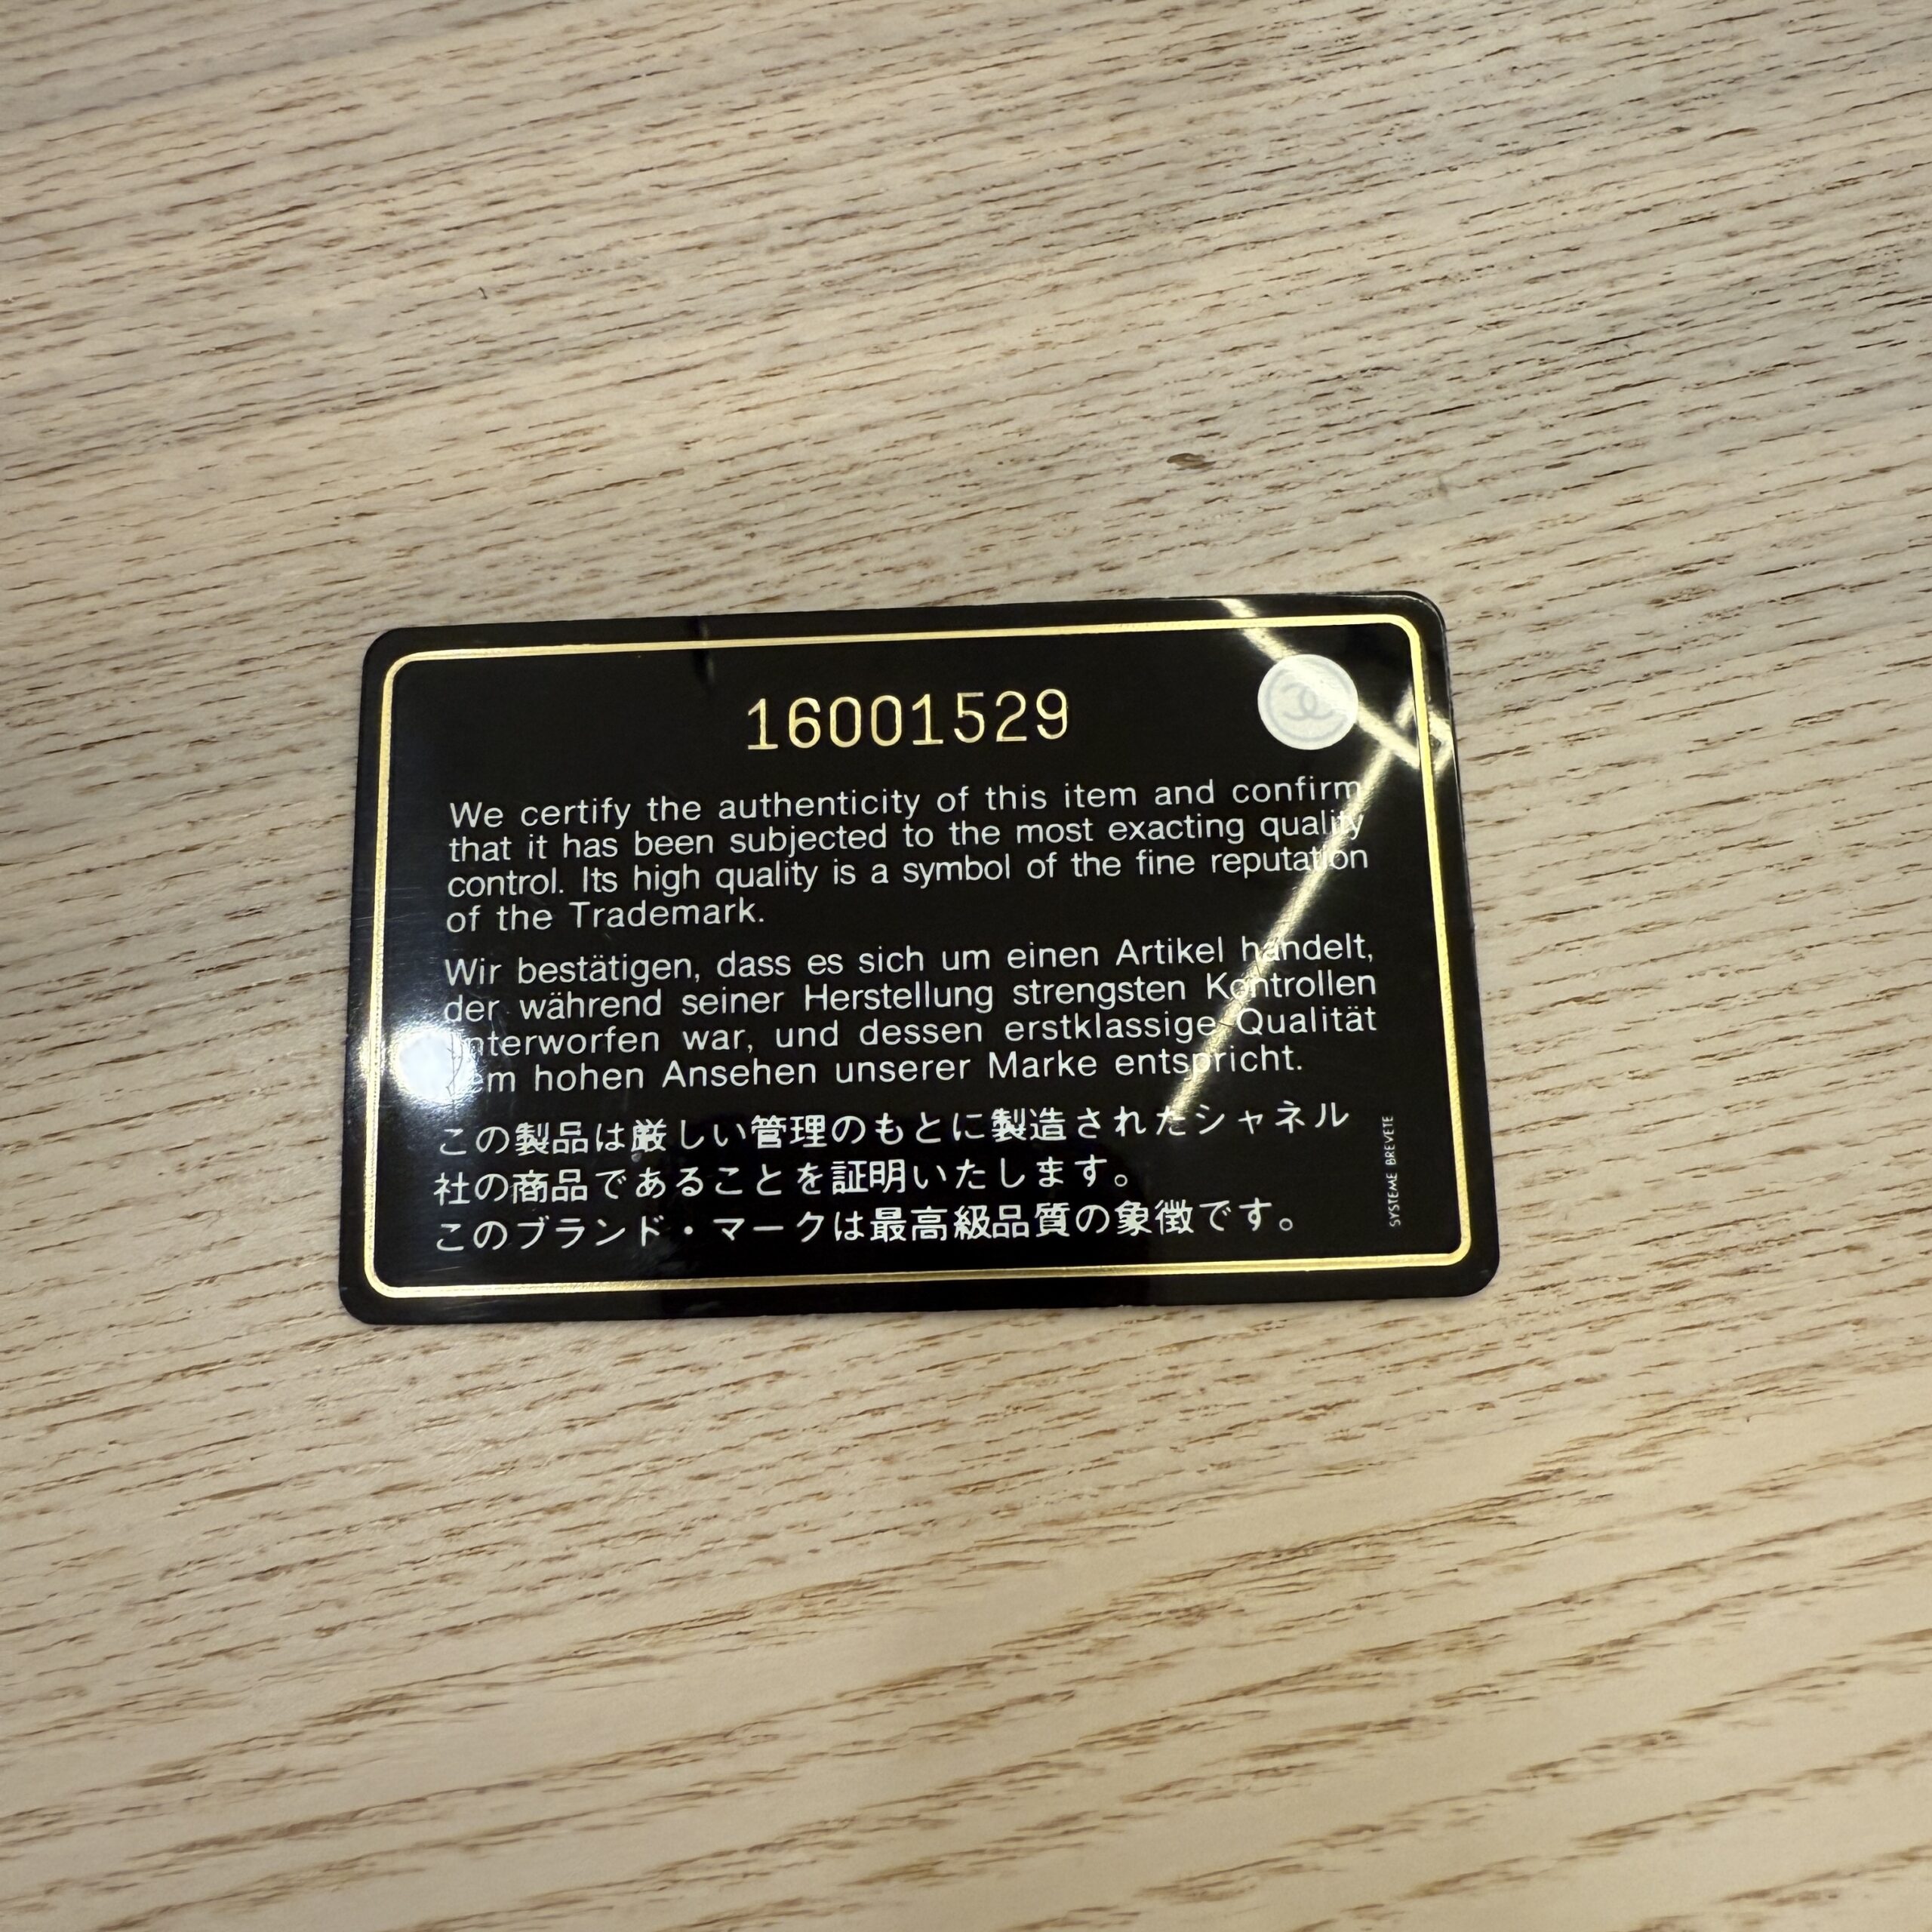 16001529
We certify the authenticity of this item and confirm
that it has been subjected to the most exacting quality
control. Its high quality is a symbol of the fine reputation
of the Trademark.
Wir bestätigen, dass es sich um einen Artikel handelt,
der während seiner Herstellung strengsten Kontrollen
unterworfen war, und dessen erstklassige Qualität
dem hohen Ansehen unserer Marke entspricht.
この製品は厳しい管理のもとに製造されたシャネル
社の商品であることを証明いたします。
このブランド・マークは最高級品質の象徴です。
SYSTEME BREVETE